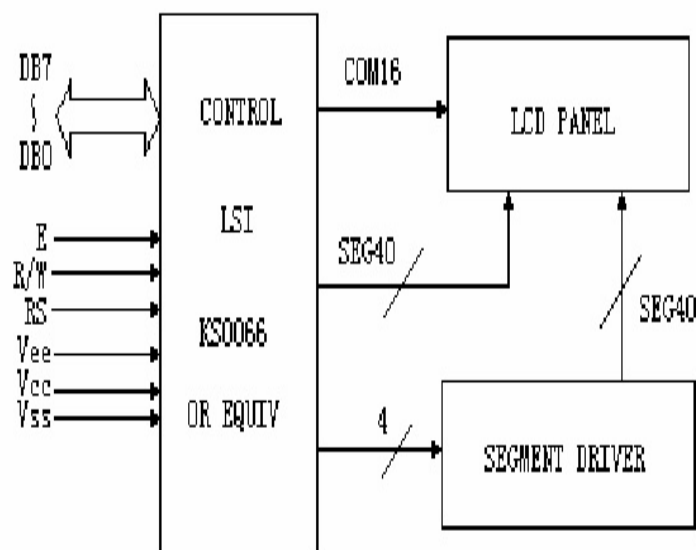 DB7
DB0
E
R/W
RS
Vee
Vcc
Vss
CONTROL
LSI
KS0066
OR EQUIV
COM16
SEG40
4
LCD PANEL
SEG40
SEGMENT DRIVER